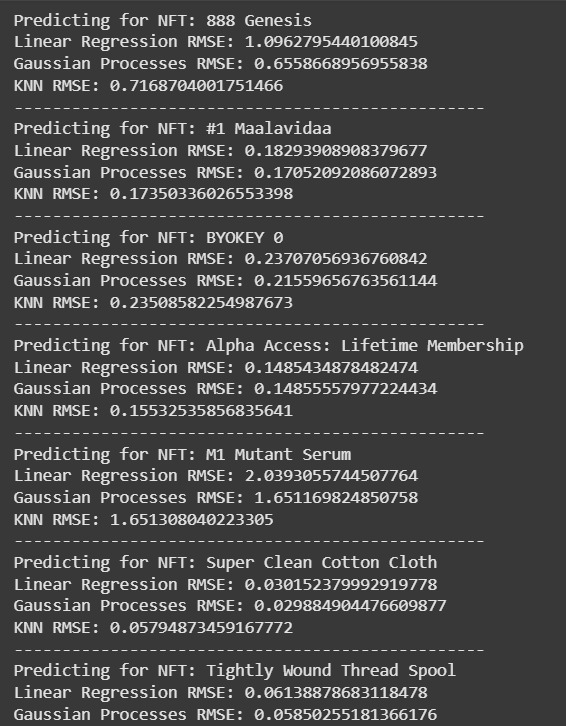 Predicting for NFT: 888 Genesis
Linear Regression RMSE: 1.0962795440100845
Gaussian Processes RMSE: 0.6558668956955838
KNN RMSE: 0.7168704001751466
------------------------------------------------
Predicting for NFT: #1 Maalavidaa
Linear Regression RMSE: 0.18293908908379677
Gaussian Processes RMSE: 0.17052092086072893
KNN RMSE: 0.17350336026553398
------------------------------------------------
Predicting for NFT: BYOKEY 0
Linear Regression RMSE: 0.23707056936760842
Gaussian Processes RMSE: 0.21559656763561144
KNN RMSE: 0.23508582254987673
------------------------------------------------
Predicting for NFT: Alpha Access: Lifetime Membership
Linear Regression RMSE: 0.1485434878482474
Gaussian Processes RMSE: 0.14855557977224434
KNN RMSE: 0.15532535856835641
------------------------------------------------
Predicting for NFT: M1 Mutant Serum
Linear Regression RMSE: 2.0393055744507764
Gaussian Processes RMSE: 1.651169824850758
KNN RMSE: 1.651308040223305
------------------------------------------------
Predicting for NFT: Super Clean Cotton Cloth
Linear Regression RMSE: 0.030152379992919778
Gaussian Processes RMSE: 0.029884904476609877
KNN RMSE: 0.05794873459167772
------------------------------------------------
Predicting for NFT: Tightly Wound Thread Spool
Linear Regression RMSE: 0.06138878683118478
Gaussian Processes RMSE: 0.05850255181366176